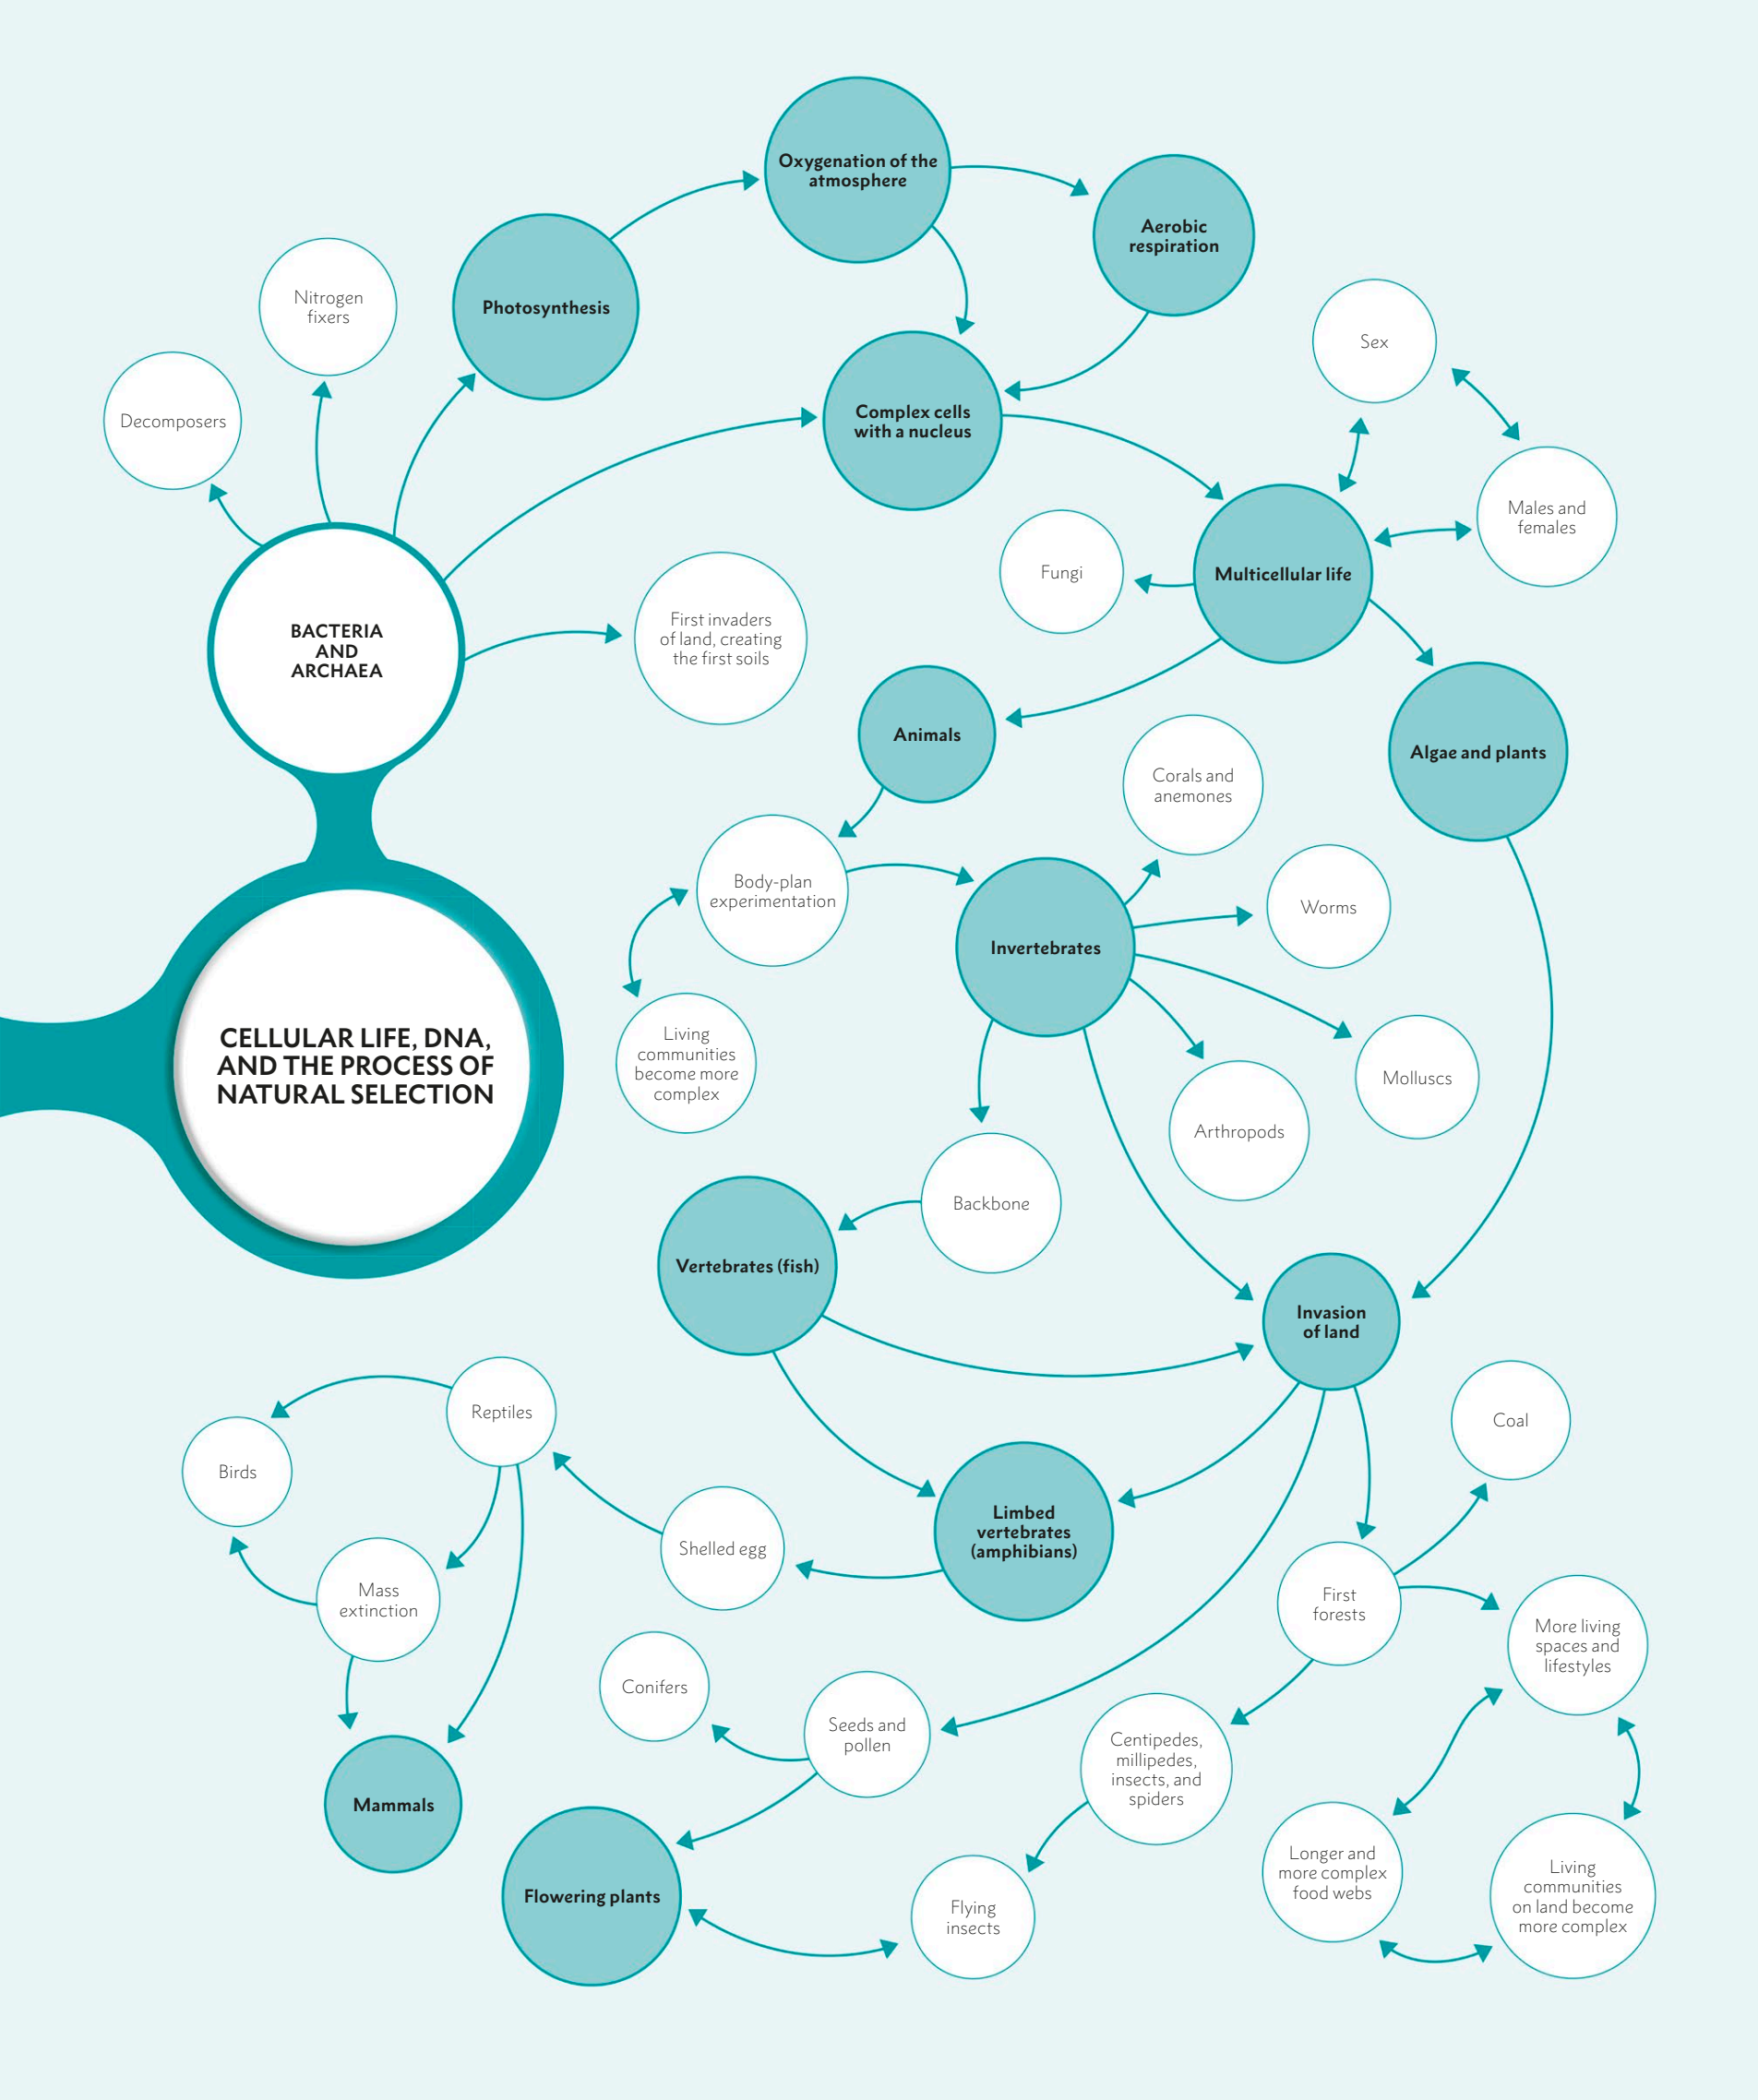 Oxygenation of the
atmosphere
Aerobic
respiration
Nitrogen
fixers
Photosynthesis
Sex
Decomposers
Complex cells
with a nucleus
Males and
females
Fungi
Multicellular life
BACTERIA
AND
ARCHAEA
First invaders
of land, creating
the first soils
Animals
Algae and plants
Corals and
anemones
Body-plan
experimentation
Worms
Invertebrates
CELLULAR LIFE, DNA,
AND THE PROCESS OF
NATURAL SELECTION
Living
communities
become more
complex
Molluscs
Arthropods
Backbone
Vertebrates (fish)
Invasion
of land
Reptiles
Coal
Birds
Limbed
vertebrates
(amphibians)
Shelled egg
Mass
extinction
First
forests
More living
spaces and
lifestyles
Conifers
Seeds and
pollen
Centipedes,
millipedes,
insects, and
spiders
Mammals
Longer and
more complex
food webs
Living
communities
on land become
more complex
Flowering plants
Flying
insects